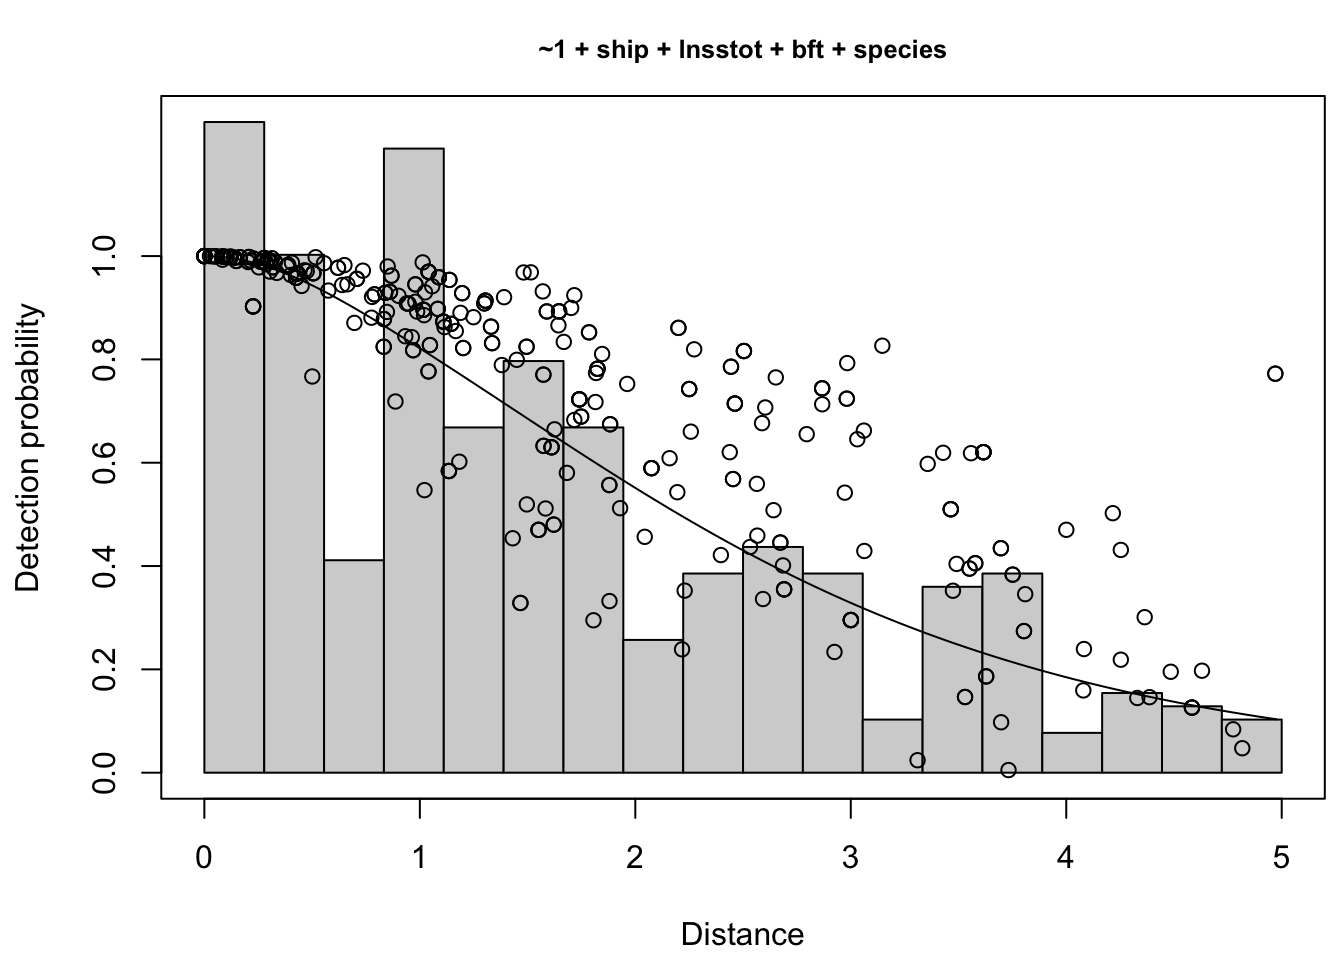 ~1 + ship + lnsstot + bft + species
Detection probability
1.0
0.8
0.6
0.4
0.2
0.0
0 1 2 3 4 5
Distance